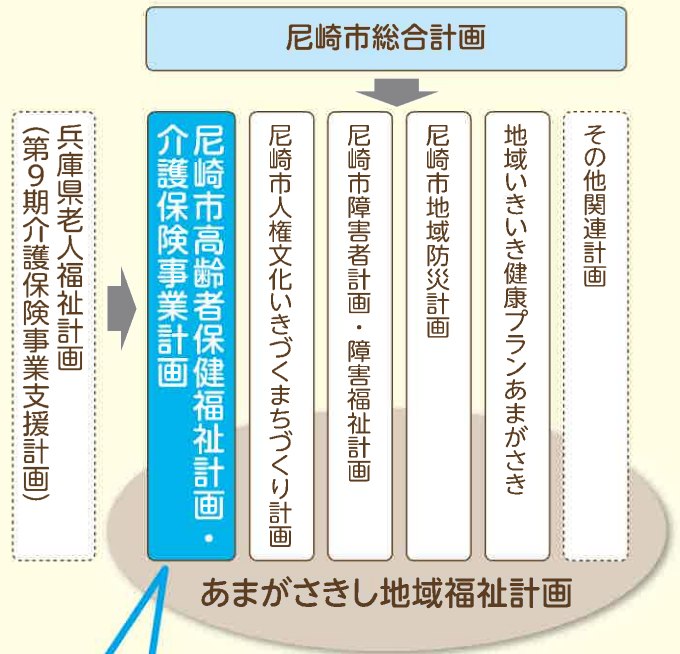 尼崎市総合計画
兵庫県老人福祉計画
（第9期介護保険事業支援計画）
尼崎市高齢者保健福祉計画・
介護保険事業計画
尼崎市人権文化いきづくまちづくり計画
尼崎市障害者計画・障害福祉計画
尼崎市地域防災計画
地域いきいき健康プランあまがさき
その他関連計画
あまがさきし地域福祉計画